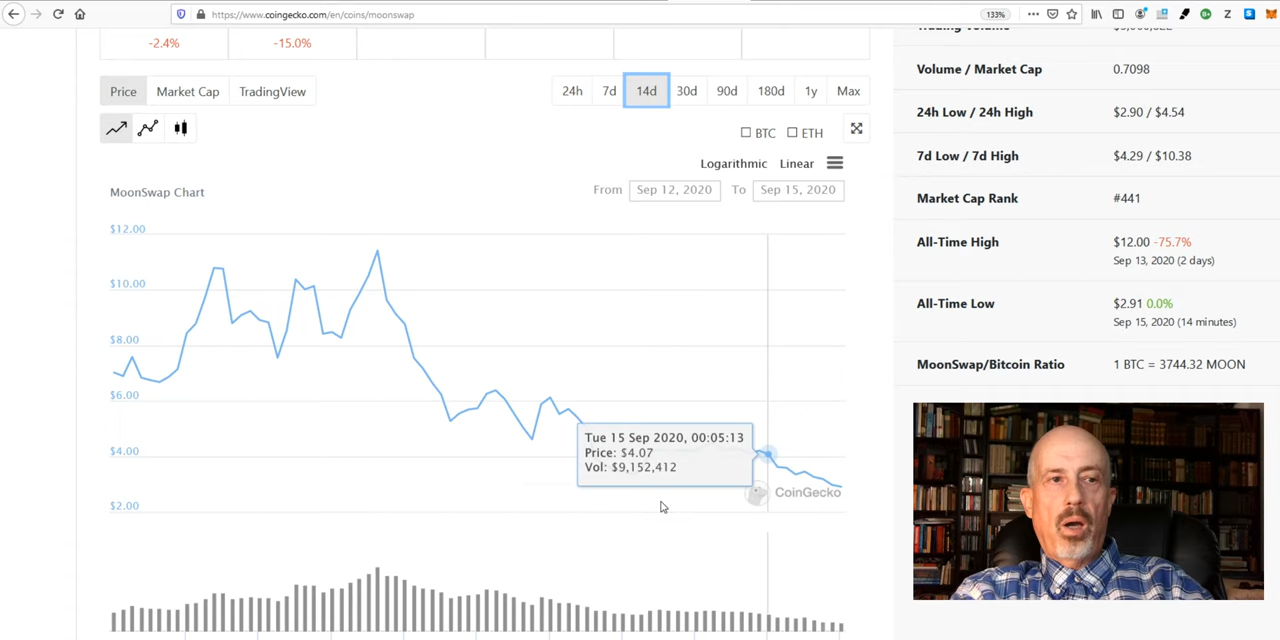 https://www.coingecko.com/en/coins/moonswap
133%
-2.4% -15.0%
Price Market Cap TradingView
24h 7d 14d 30d 90d 180d 1y Max
BTC ETH
Logarithmic Linear
MoonSwap Chart
From Sep 12, 2020 To Sep 15, 2020
$12.00
$10.00
$8.00
$6.00
$4.00
$2.00
Tue 15 Sep 2020, 00:05:13
Price: $4.07
Vol: $9,152,412
CoinGecko
Trading Volume
Volume / Market Cap 0.7098
24h Low / 24h High $2.90 / $4.54
7d Low / 7d High $4.29 / $10.38
Market Cap Rank #441
All-Time High $12.00 -75.7%
Sep 13, 2020 (2 days)
All-Time Low $2.91 0.0%
Sep 15, 2020 (14 minutes)
MoonSwap/Bitcoin Ratio 1 BTC = 3744.32 MOON